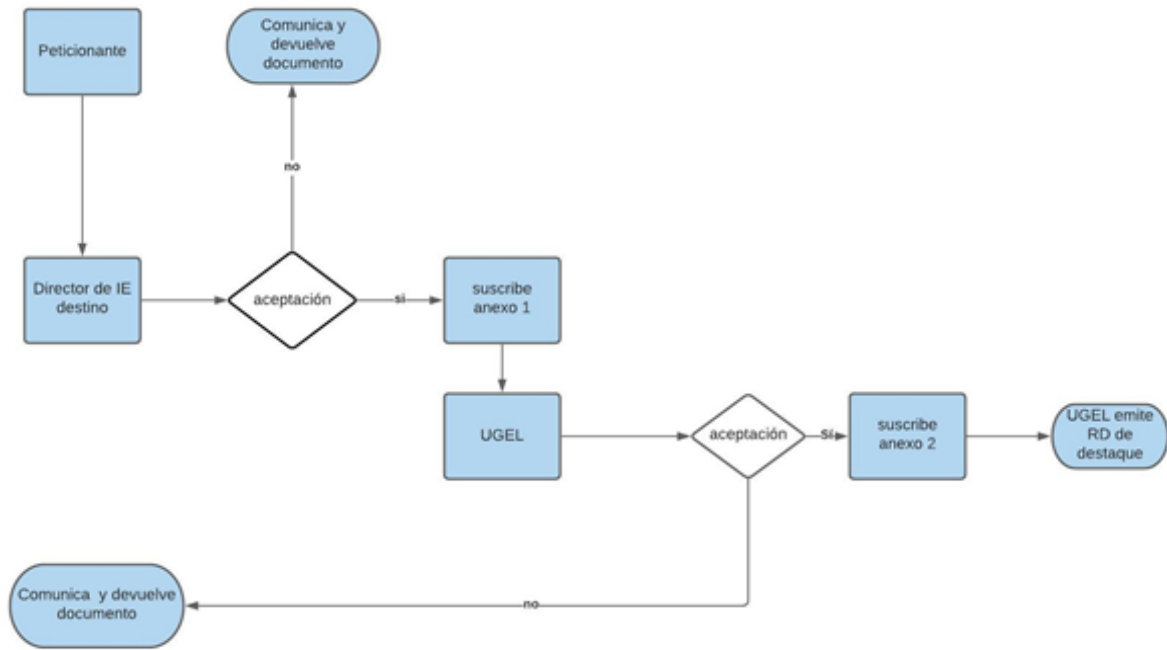 Peticionante
Comunica y
devuelve
documento
no
Director de IE
destino
aceptación
si
suscribe
anexo 1
UGEL
aceptación
Sí
suscribe
anexo 2
UGEL emite
RD de
destaque
Comunica y devuelve
documento
no